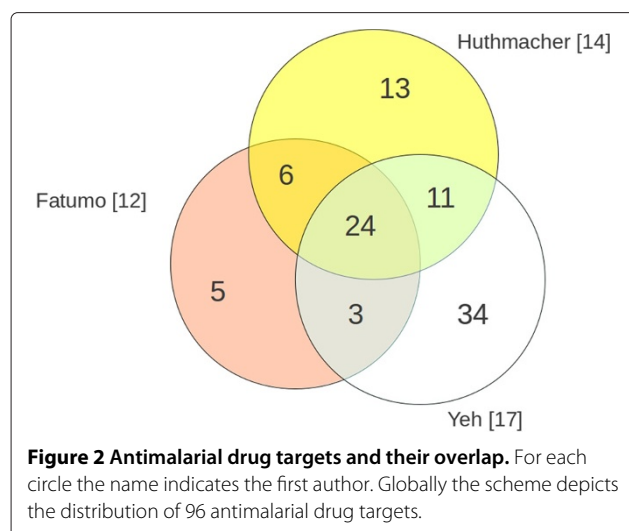 Huthmacher [14]
13
6
Fatumo [12]
11
24
5
3
34
Yeh [17]
Figure 2 Antimalarial drug targets and their overlap. For each
circle the name indicates the first author. Globally the scheme depicts
the distribution of 96 antimalarial drug targets.